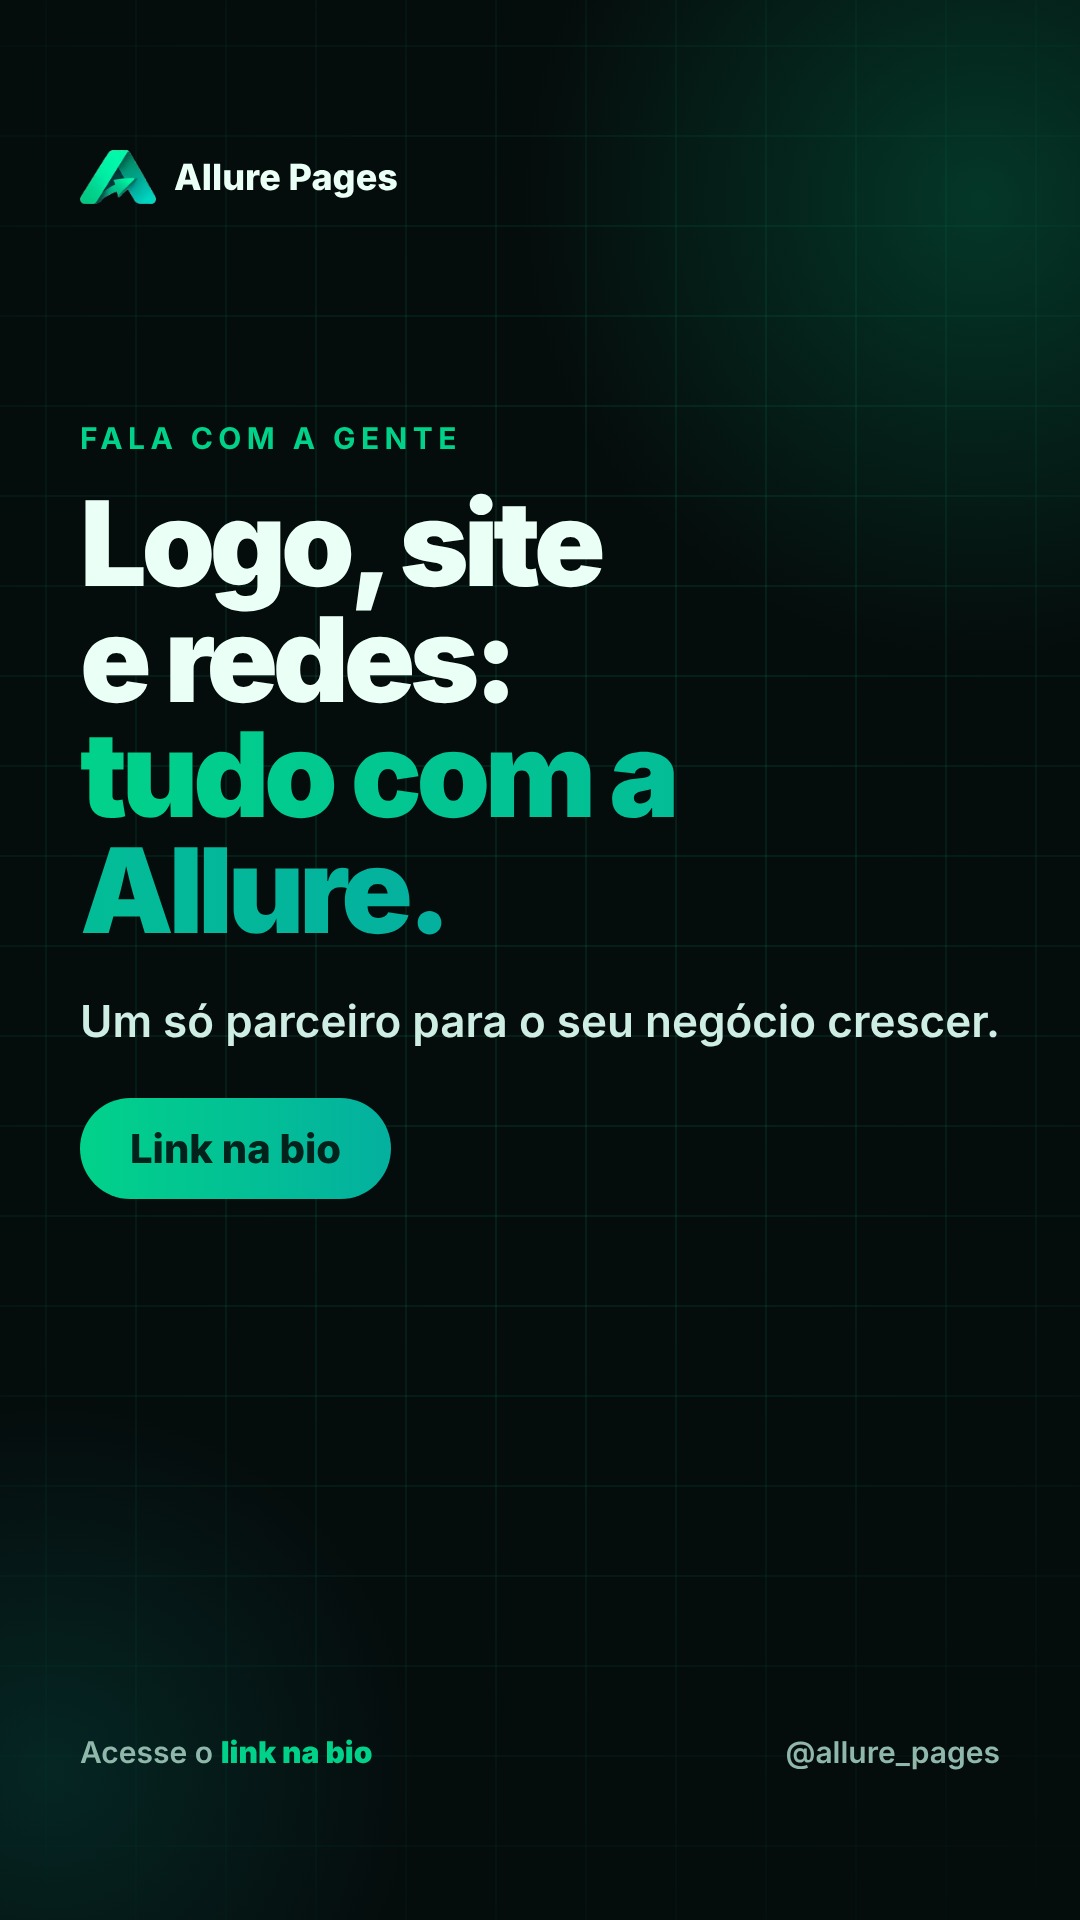 Allure Pages
FALA COM A GENTE
Logo, site
e redes:
tudo com a
Allure.
Um só parceiro para o seu negócio crescer.
Link na bio
Acesse o link na bio
@allure_pages